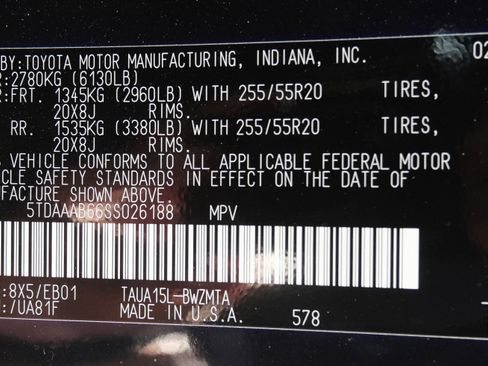 BY:TOYOTA MOTOR MANUFACTURING, INDIANA, INC. 02
:2780KG (6130LB)
:FRT. 1345KG (2960LB) WITH 255/55R20 TIRES,
20X8J RIMS.
RR. 1535KG (3380LB) WITH 255/55R20 TIRES,
20X8J RIMS.
VEHICLE CONFORMS TO ALL APPLICABLE FEDERAL MOTOR
VEHICLE SAFETY STANDARDS IN EFFECT ON THE DATE OF
FACTURE SHOWN ABOVE.
5TDAAAB66SS026188 MPV
:8X5/EB01 TAUA15L-BWZMTA
:/UA81F MADE IN U.S.A. 578